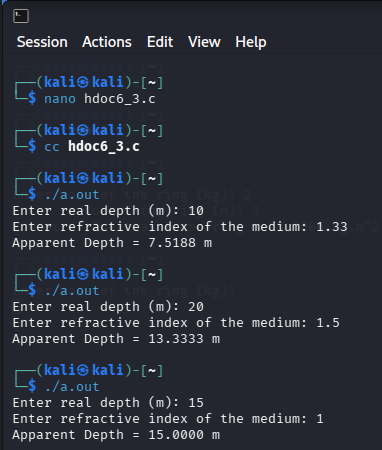 Session Actions Edit View Help
┌──(kali㉿kali)-[~]
└─$ nano hdoc6_3.c
┌──(kali㉿kali)-[~]
└─$ cc hdoc6_3.c
┌──(kali㉿kali)-[~]
└─$ ./a.out
Enter real depth (m): 10
Enter refractive index of the medium: 1.33
Apparent Depth = 7.5188 m
┌──(kali㉿kali)-[~]
└─$ ./a.out
Enter real depth (m): 20
Enter refractive index of the medium: 1.5
Apparent Depth = 13.3333 m
┌──(kali㉿kali)-[~]
└─$ ./a.out
Enter real depth (m): 15
Enter refractive index of the medium: 1
Apparent Depth = 15.0000 m